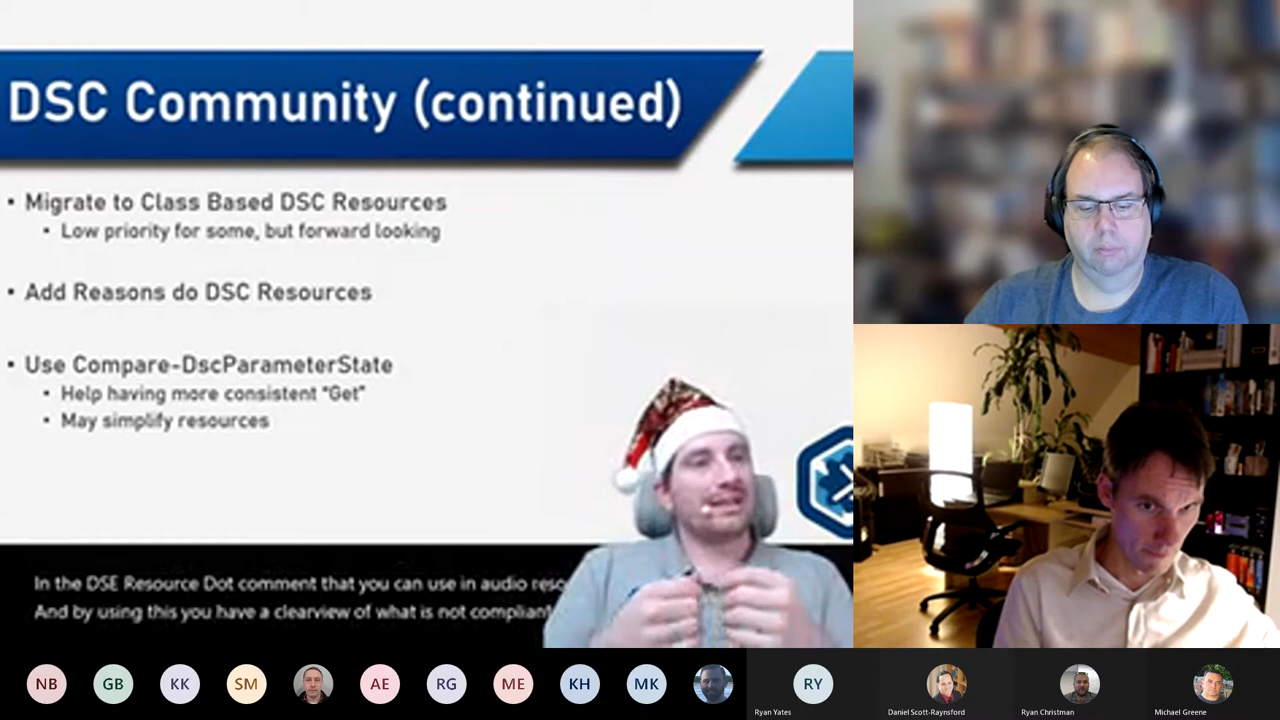 DSC Community (continued)
• Migrate to Class Based DSC Resources
• Low priority for some, but forward looking
• Add Reasons do DSC Resources
• Use Compare-DscParameterState
• Help having more consistent "Get"
• May simplify resources
In the DSE Resource Dot comment that you can use in audio reso
And by using this you have a clearview of what is not compliant
NB
GB
KK
SM
AE
RG
ME
KH
MK
RY
Ryan Yates
Daniel Scott-Raynsford
Ryan Christman
Michael Greene